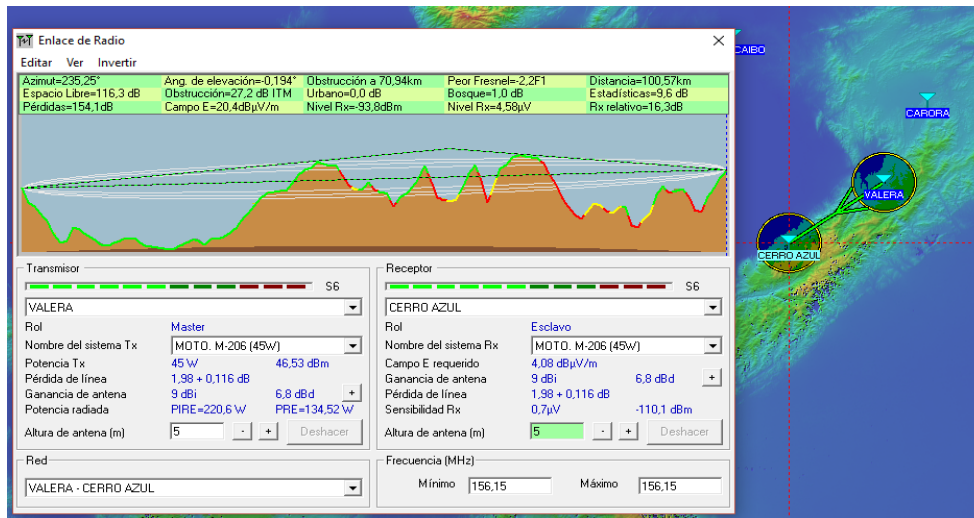 Enlace de Radio
Editar Ver Invertir
Azimut=235,25° Ang. de elevación=-0,194° Obstrucción a 70,94km Peor Fresnel=-2,2F1 Distancia=100,57km
Espacio Libre=116,3 dB Obstrucción=27,2 dB ITM Urbano=0,0 dB Bosque=1,0 dB Estadísticas=9,6 dB
Pérdidas=154,1dB Campo E=20,4dBµV/m Nivel Rx=-93,8dBm Nivel Rx=4,58µV Rx relativo=16,3dB
Transmisor
S6
VALERA
Rol Master
Nombre del sistema Tx MOTO. M-206 (45W)
Potencia Tx 45 W 46,53 dBm
Pérdida de línea 1,98 + 0,116 dB
Ganancia de antena 9 dBi 6,8 dBd +
Potencia radiada PIRE=220,6 W PRE=134,52 W
Altura de antena (m) 5 - + Deshacer
Red
VALERA - CERRO AZUL
Receptor
S6
CERRO AZUL
Rol Esclavo
Nombre del sistema Rx MOTO. M-206 (45W)
Campo E requerido 4,08 dBµV/m
Ganancia de antena 9 dBi 6,8 dBd +
Pérdida de línea 1,98 + 0,116 dB
Sensibilidad Rx 0,7µV -110,1 dBm
Altura de antena (m) 5 - + Deshacer
Frecuencia (MHz)
Mínimo 156,15 Máximo 156,15
CAIBO
CARORA
VALERA
CERRO AZUL